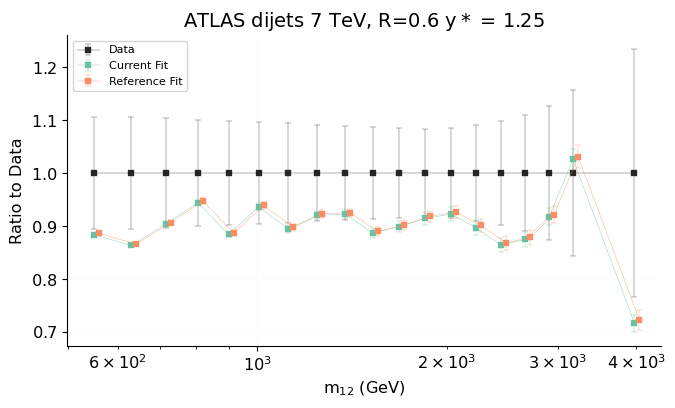 ATLAS dijets 7 TeV, R=0.6 y* = 1.25
Data
Current Fit
Reference Fit
Ratio to Data
1.2
1.1
1.0
0.9
0.8
0.7
6 × 10² 10³ 2 × 10³ 3 × 10³ 4 × 10³
m₁₂ (GeV)